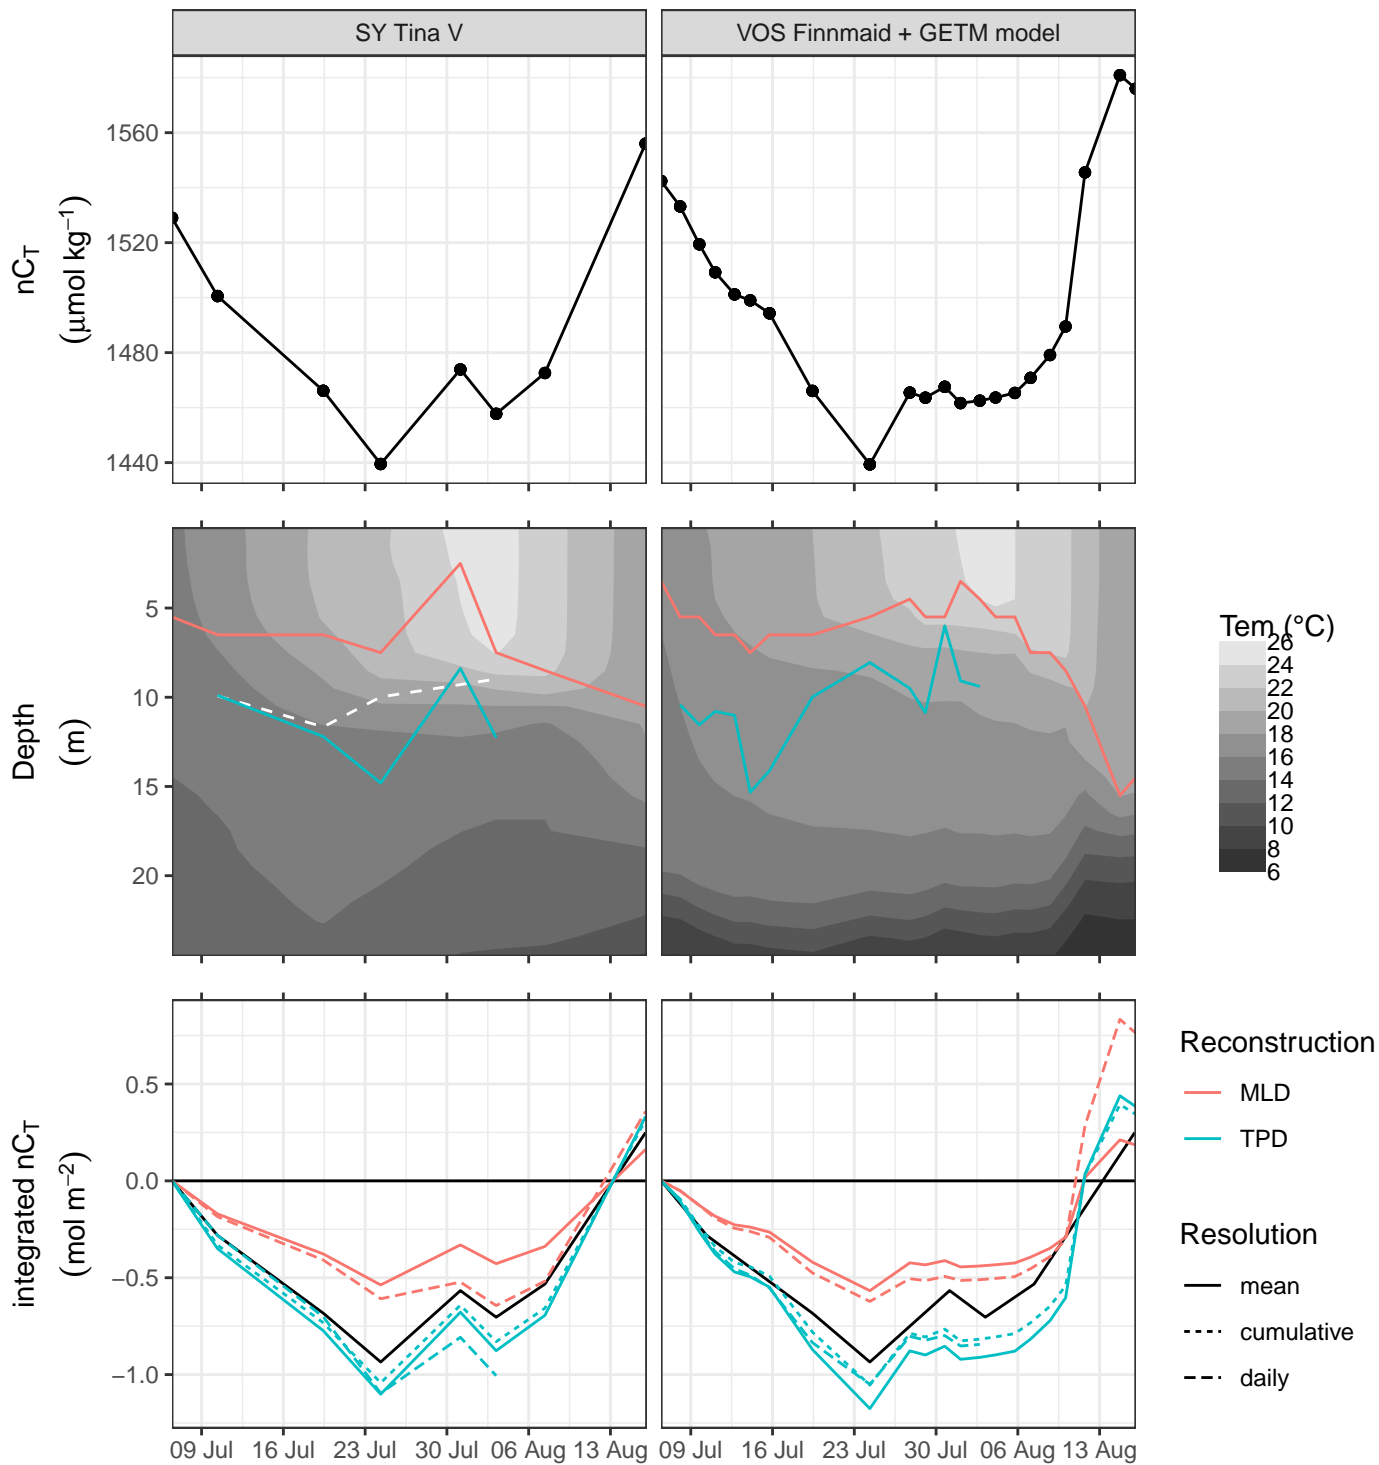 SY Tina V
VOS Finnmaid + GETM model
nC_T
(μmol kg⁻¹)
1560
1520
1480
1440
Depth
(m)
5
10
15
20
Tem (°C)
26
24
22
20
18
16
14
12
10
8
6
integrated nC_T
(mol m⁻²)
0.5
0.0
−0.5
−1.0
09 Jul 16 Jul 23 Jul 30 Jul 06 Aug 13 Aug
09 Jul 16 Jul 23 Jul 30 Jul 06 Aug 13 Aug
Reconstruction
MLD
TPD
Resolution
mean
cumulative
daily